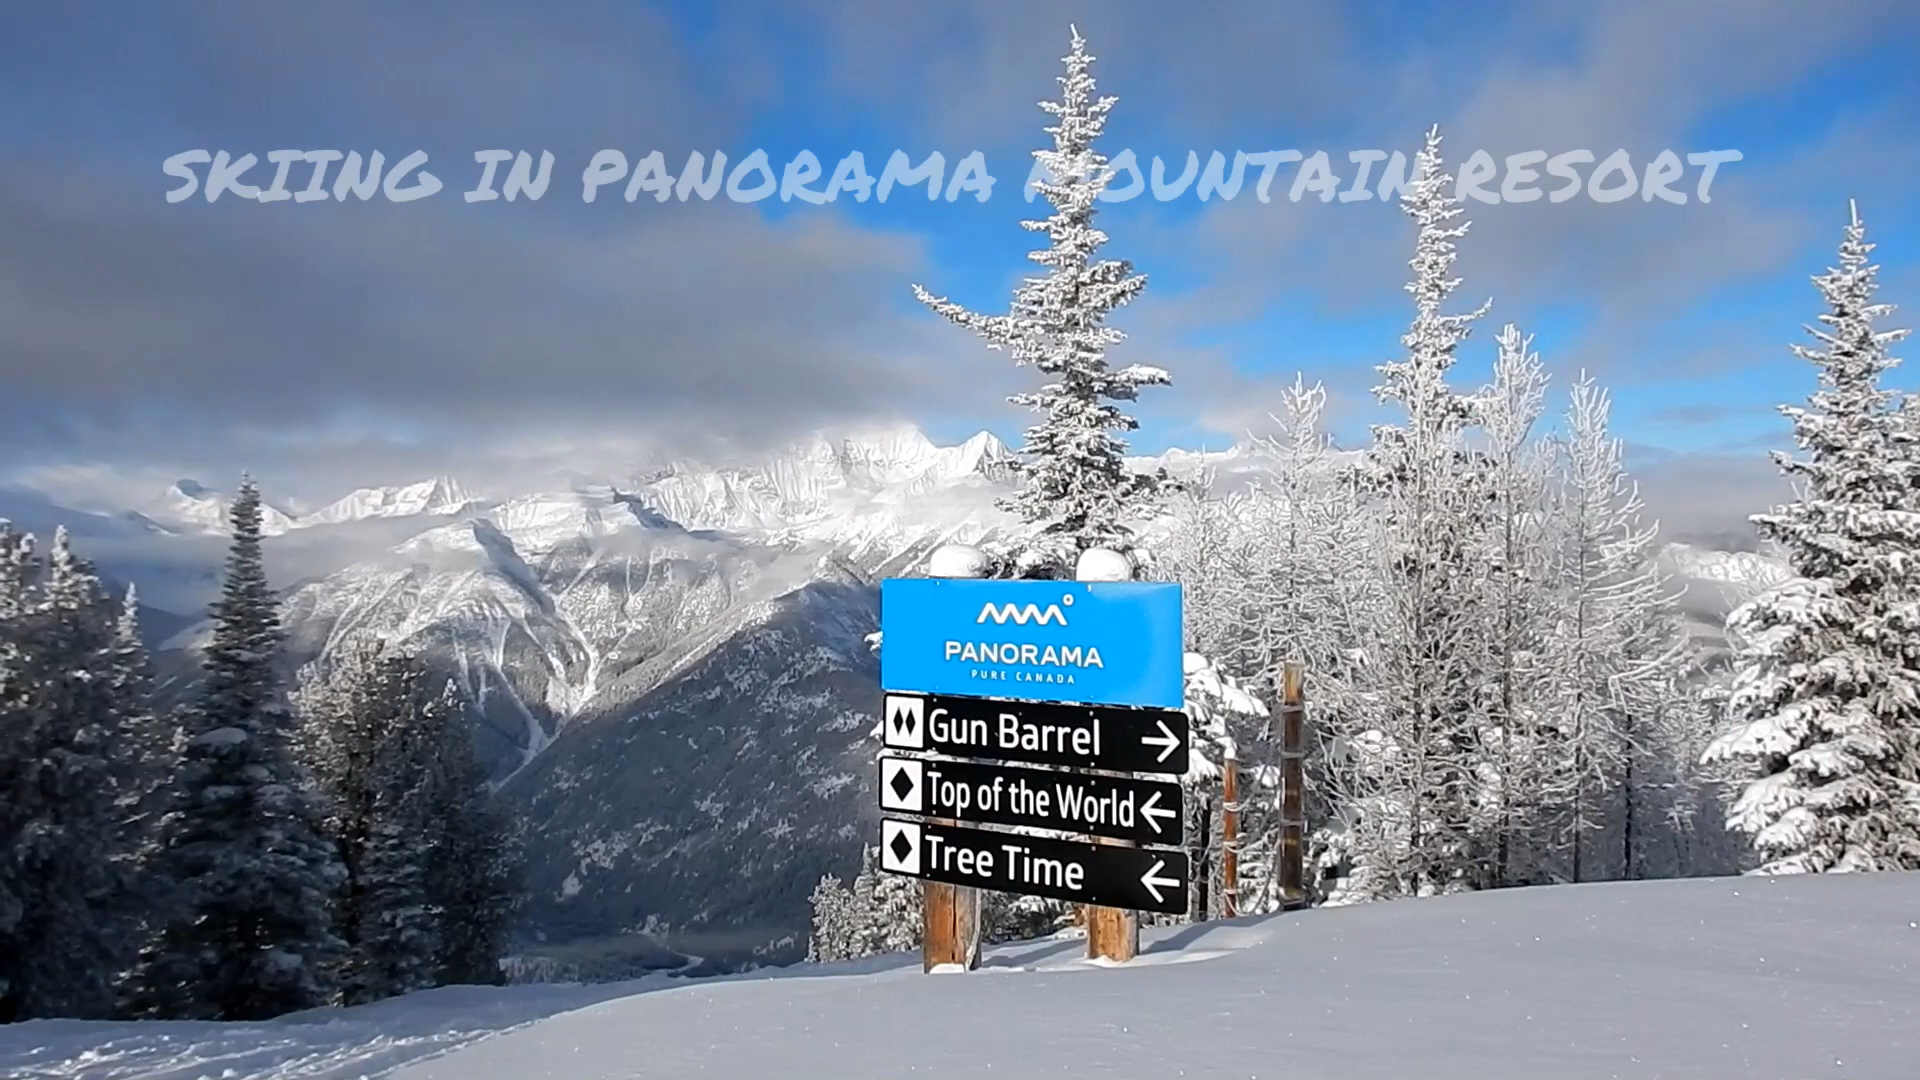 SKIING IN PANORAMA MOUNTAIN RESORT
PANORAMA
PURE CANADA
Gun Barrel
Top of the World
Tree Time